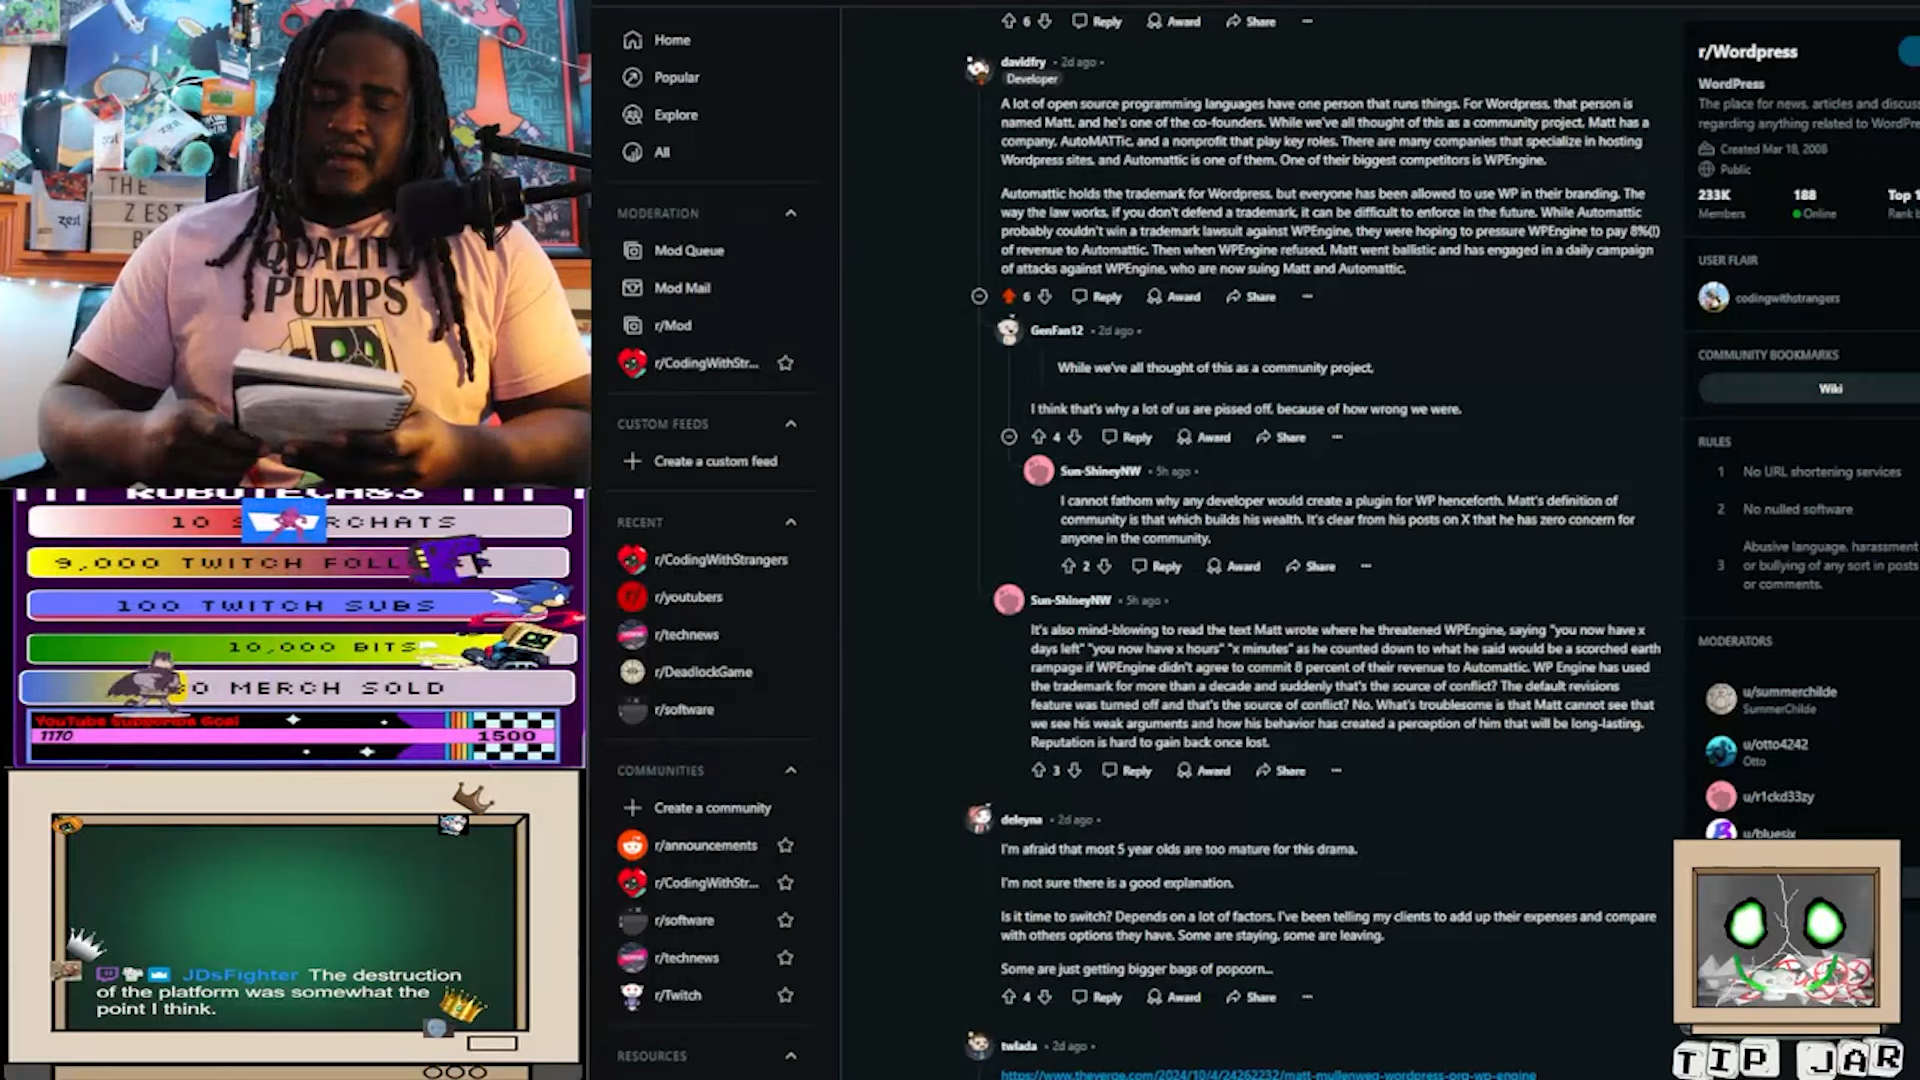 THE
ZEST
zest
zest
QUALITY
PUMPS
ROBOTECH83
10 S
RCHATS
9,000 TWITCH FOLL
100 TWITCH SUBS
10,000 BITS
0 MERCH SOLD
YouTube Subscribe Goal
1170
1500
JDsFighter The destruction
of the platform was somewhat the
point I think.
Home
Popular
Explore
All
MODERATION
Mod Queue
Mod Mail
r/Mod
r/CodingWithStr...
CUSTOM FEEDS
Create a custom feed
RECENT
r/CodingWithStrangers
r/youtubers
r/technews
r/DeadlockGame
r/software
COMMUNITIES
Create a community
r/announcements
r/CodingWithStr...
r/software
r/technews
r/Twitch
RESOURCES
6 Reply Award Share ...
davidfry • 2d ago •
Developer
A lot of open source programming languages have one person that runs things. For Wordpress, that person is
named Matt, and he's one of the co-founders. While we've all thought of this as a community project, Matt has a
company, AutoMATTic, and a nonprofit that play key roles. There are many companies that specialize in hosting
Wordpress sites, and Automattic is one of them. One of their biggest competitors is WPEngine.
Automattic holds the trademark for Wordpress, but everyone has been allowed to use WP in their branding. The
way the law works, if you don't defend a trademark, it can be difficult to enforce in the future. While Automattic
probably couldn't win a trademark lawsuit against WPEngine, they were hoping to pressure WPEngine to pay 8%(!)
of revenue to Automattic. Then when WPEngine refused, Matt went ballistic and has engaged in a daily campaign
of attacks against WPEngine, who are now suing Matt and Automattic.
6 Reply Award Share ...
GenFan12 • 2d ago •
While we've all thought of this as a community project,
I think that's why a lot of us are pissed off, because of how wrong we were.
4 Reply Award Share ...
Sun-ShineyNW • 5h ago •
I cannot fathom why any developer would create a plugin for WP henceforth. Matt's definition of
community is that which builds his wealth. It's clear from his posts on X that he has zero concern for
anyone in the community.
2 Reply Award Share ...
Sun-ShineyNW • 5h ago •
It's also mind-blowing to read the text Matt wrote where he threatened WPEngine, saying "you now have x
days left" "you now have x hours" "x minutes" as he counted down to what he said would be a scorched earth
rampage if WPEngine didn't agree to commit 8 percent of their revenue to Automattic. WP Engine has used
the trademark for more than a decade and suddenly that's the source of conflict? The default revisions
feature was turned off and that's the source of conflict? No. What's troublesome is that Matt cannot see that
we see his weak arguments and how his behavior has created a perception of him that will be long-lasting.
Reputation is hard to gain back once lost.
3 Reply Award Share ...
deleyna • 2d ago •
I'm afraid that most 5 year olds are too mature for this drama.
I'm not sure there is a good explanation.
Is it time to switch? Depends on a lot of factors. I've been telling my clients to add up their expenses and compare
with others options they have. Some are staying, some are leaving.
Some are just getting bigger bags of popcorn...
4 Reply Award Share ...
twlada • 2d ago •
https://www.theverge.com/2024/10/4/24262232/matt-mullenweg-wordpress-org-wp-engine
r/Wordpress
WordPress
The place for news, articles and discuss
regarding anything related to WordPre
Created Mar 18, 2008
Public
233K 188 Top 1
Members Online Rank b
USER FLAIR
codingwithstrangers
COMMUNITY BOOKMARKS
Wiki
RULES
1 No URL shortening services
2 No nulled software
3 Abusive language, harassment
or bullying of any sort in posts
or comments.
MODERATORS
u/summerchilde
SummerChilde
u/otto4242
Otto
u/r1ckd33zy
u/bluesix
TIP JAR